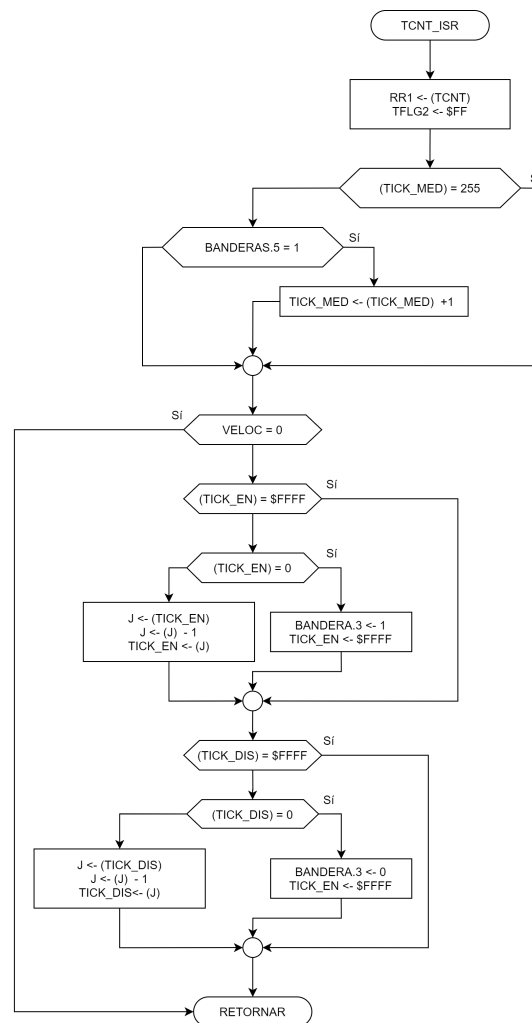 TCNT_ISR
RR1 <- (TCNT)
TFLG2 <- $FF
(TICK_MED) = 255
BANDERAS.5 = 1
Sí
TICK_MED <- (TICK_MED) +1
Sí
VELOC = 0
(TICK_EN) = $FFFF
Sí
(TICK_EN) = 0
Sí
J <- (TICK_EN)
J <- (J) - 1
TICK_EN <- (J)
BANDERA.3 <- 1
TICK_EN <- $FFFF
(TICK_DIS) = $FFFF
Sí
(TICK_DIS) = 0
Sí
J <- (TICK_DIS)
J <- (J) - 1
TICK_DIS<- (J)
BANDERA.3 <- 0
TICK_EN <- $FFFF
RETORNAR